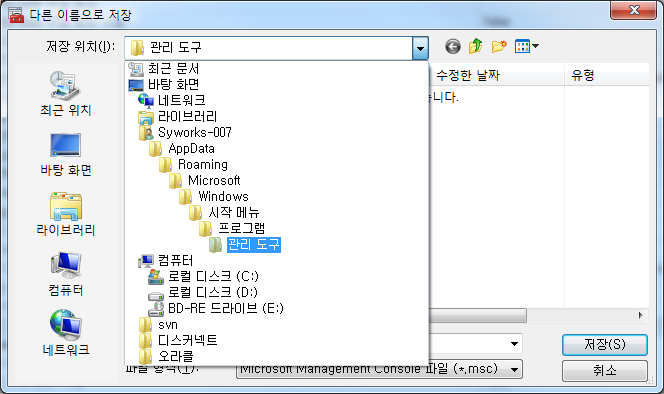 다른 이름으로 저장
저장 위치(I):
관리 도구
최근 문서
바탕 화면
네트워크
라이브러리
Syworks-007
AppData
Roaming
Microsoft
Windows
시작 메뉴
프로그램
관리 도구
컴퓨터
로컬 디스크 (C:)
로컬 디스크 (D:)
BD-RE 드라이브 (E:)
svn
디스커넥트
오라클
최근 위치
바탕 화면
라이브러리
컴퓨터
네트워크
수정한 날짜
유형
습니다.
저장(S)
파일 형식(T):
Microsoft Management Console 파일 (*.msc)
취소